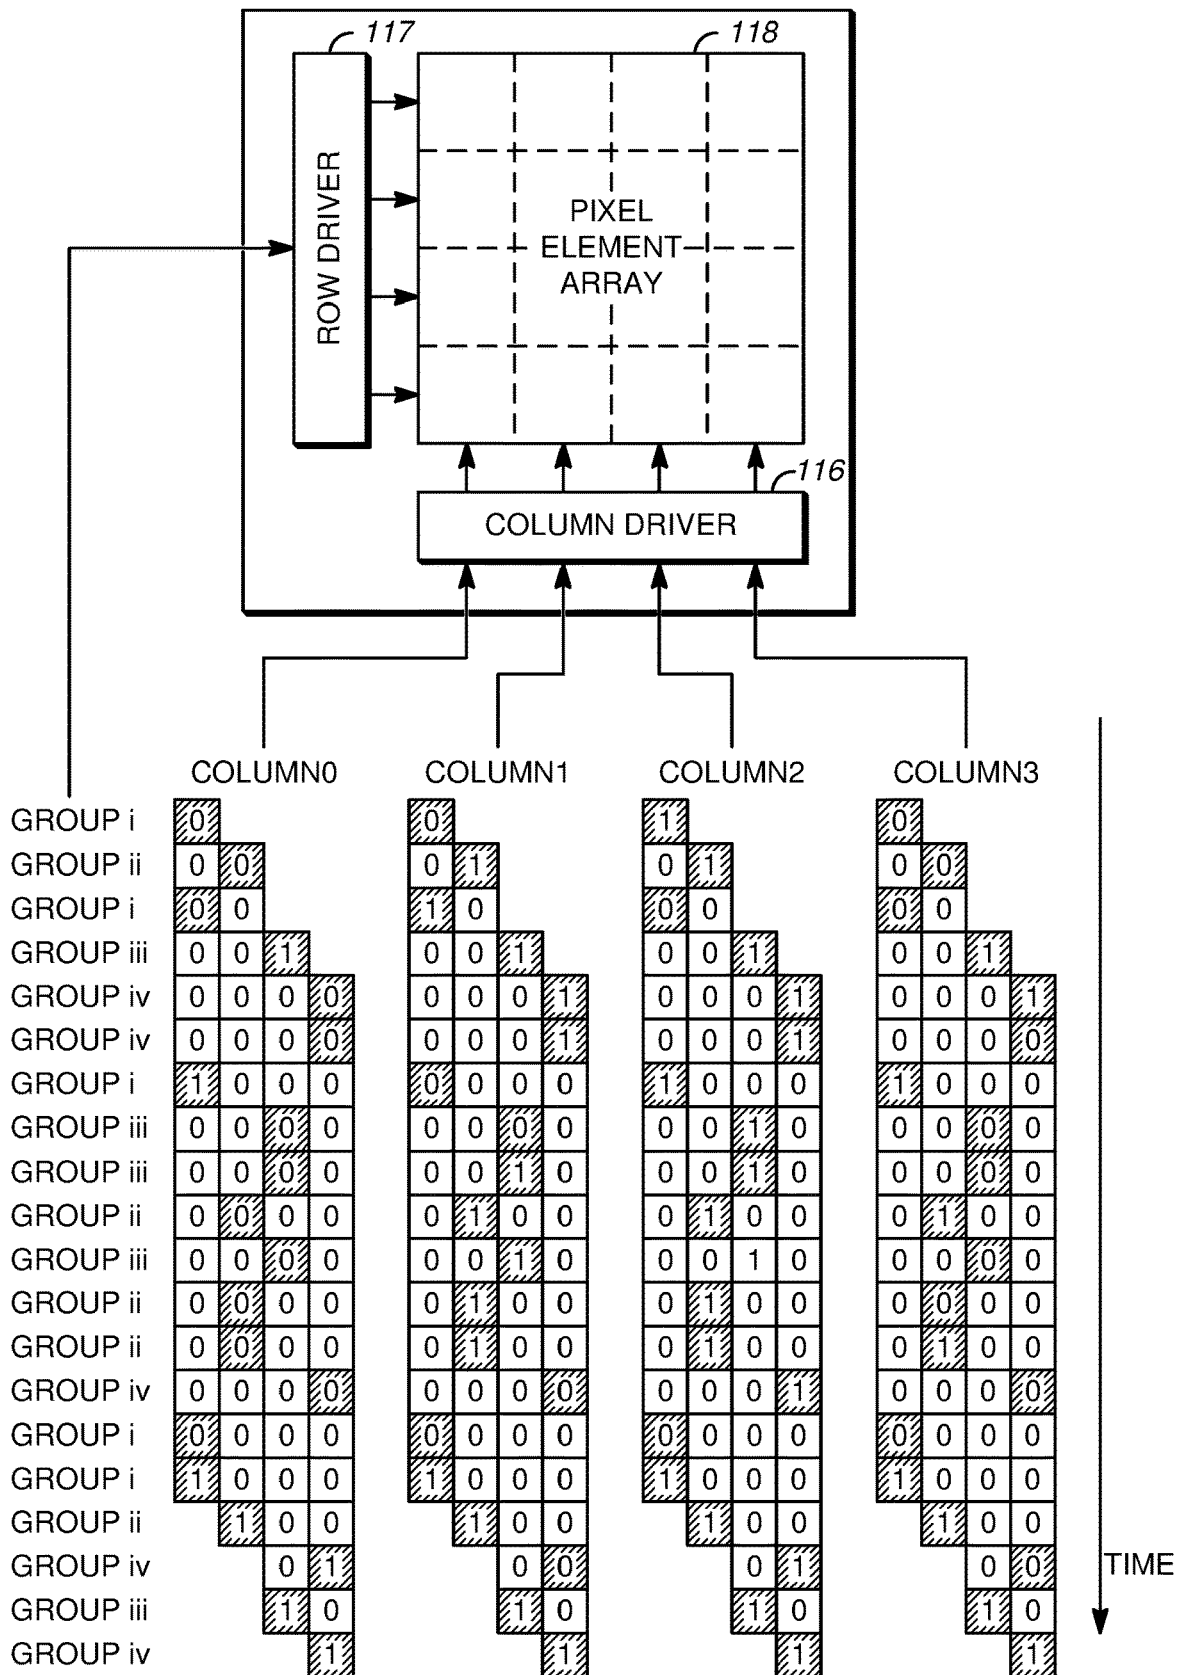 117
118
ROW DRIVER
PIXEL
ELEMENT
ARRAY
116
COLUMN DRIVER
COLUMN0 COLUMN1 COLUMN2 COLUMN3
GROUP i 0 0 1 0
GROUP ii 0 0 0 1 0 1 0 0
GROUP i 0 0 1 0 0 0 0 0
GROUP iii 0 0 1 0 0 1 0 0 1 0 0 1
GROUP iv 0 0 0 0 0 0 0 1 0 0 0 1 0 0 0 1
GROUP iv 0 0 0 0 0 0 0 1 0 0 0 1 0 0 0 0
GROUP i 1 0 0 0 0 0 0 0 1 0 0 0 1 0 0 0
GROUP iii 0 0 0 0 0 0 0 0 0 0 1 0 0 0 0 0
GROUP iii 0 0 0 0 0 0 1 0 0 0 1 0 0 0 0 0
GROUP ii 0 0 0 0 0 1 0 0 0 1 0 0 0 1 0 0
GROUP iii 0 0 0 0 0 0 1 0 0 0 1 0 0 0 0 0
GROUP ii 0 0 0 0 0 1 0 0 0 1 0 0 0 0 0 0
GROUP ii 0 0 0 0 0 1 0 0 0 1 0 0 0 1 0 0
GROUP iv 0 0 0 0 0 0 0 0 0 0 0 1 0 0 0 0
GROUP i 0 0 0 0 0 0 0 0 0 0 0 0 0 0 0 0
GROUP i 1 0 0 0 1 0 0 0 1 0 0 0 1 0 0 0
GROUP ii 1 0 0 1 0 0 1 0 0 1 0 0
GROUP iv 0 1 0 0 0 1 0 0 TIME
GROUP iii 1 0 1 0 1 0 1 0
GROUP iv 1 1 1 1